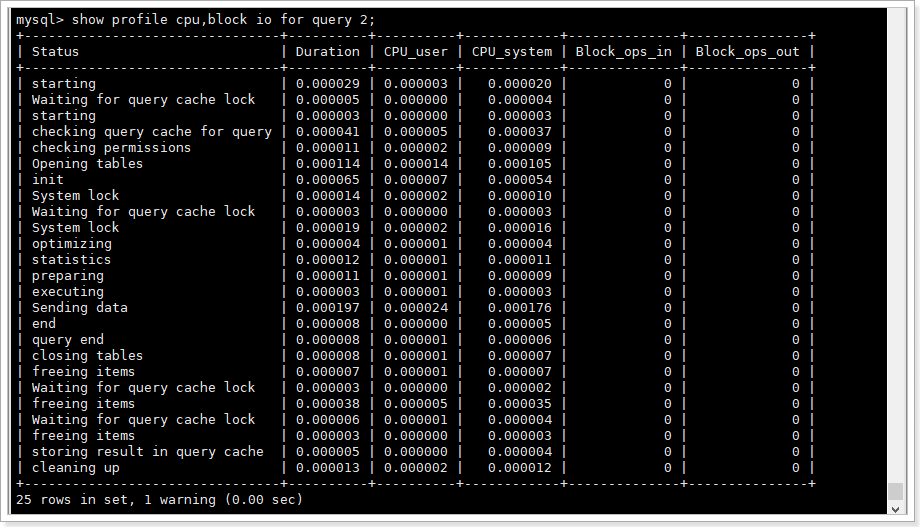 mysql> show profile cpu,block io for query 2;
+--------------------------------+----------+----------+------------+--------------+---------------+
| Status                         | Duration | CPU_user | CPU_system | Block_ops_in | Block_ops_out |
+--------------------------------+----------+----------+------------+--------------+---------------+
| starting                       | 0.000029 | 0.000003 |   0.000020 |            0 |             0 |
| Waiting for query cache lock   | 0.000005 | 0.000000 |   0.000004 |            0 |             0 |
| starting                       | 0.000003 | 0.000000 |   0.000003 |            0 |             0 |
| checking query cache for query | 0.000041 | 0.000005 |   0.000037 |            0 |             0 |
| checking permissions           | 0.000011 | 0.000002 |   0.000009 |            0 |             0 |
| Opening tables                 | 0.000114 | 0.000014 |   0.000105 |            0 |             0 |
| init                           | 0.000065 | 0.000007 |   0.000054 |            0 |             0 |
| System lock                    | 0.000014 | 0.000002 |   0.000010 |            0 |             0 |
| Waiting for query cache lock   | 0.000003 | 0.000000 |   0.000003 |            0 |             0 |
| System lock                    | 0.000019 | 0.000002 |   0.000016 |            0 |             0 |
| optimizing                     | 0.000004 | 0.000001 |   0.000004 |            0 |             0 |
| statistics                     | 0.000012 | 0.000001 |   0.000011 |            0 |             0 |
| preparing                      | 0.000011 | 0.000001 |   0.000009 |            0 |             0 |
| executing                      | 0.000003 | 0.000001 |   0.000003 |            0 |             0 |
| Sending data                   | 0.000197 | 0.000024 |   0.000176 |            0 |             0 |
| end                            | 0.000008 | 0.000000 |   0.000005 |            0 |             0 |
| query end                      | 0.000008 | 0.000001 |   0.000006 |            0 |             0 |
| closing tables                 | 0.000008 | 0.000001 |   0.000007 |            0 |             0 |
| freeing items                  | 0.000007 | 0.000001 |   0.000007 |            0 |             0 |
| Waiting for query cache lock   | 0.000003 | 0.000000 |   0.000002 |            0 |             0 |
| freeing items                  | 0.000038 | 0.000005 |   0.000035 |            0 |             0 |
| Waiting for query cache lock   | 0.000006 | 0.000001 |   0.000004 |            0 |             0 |
| freeing items                  | 0.000003 | 0.000000 |   0.000003 |            0 |             0 |
| storing result in query cache  | 0.000005 | 0.000000 |   0.000004 |            0 |             0 |
| cleaning up                    | 0.000013 | 0.000002 |   0.000012 |            0 |             0 |
+--------------------------------+----------+----------+------------+--------------+---------------+
25 rows in set, 1 warning (0.00 sec)